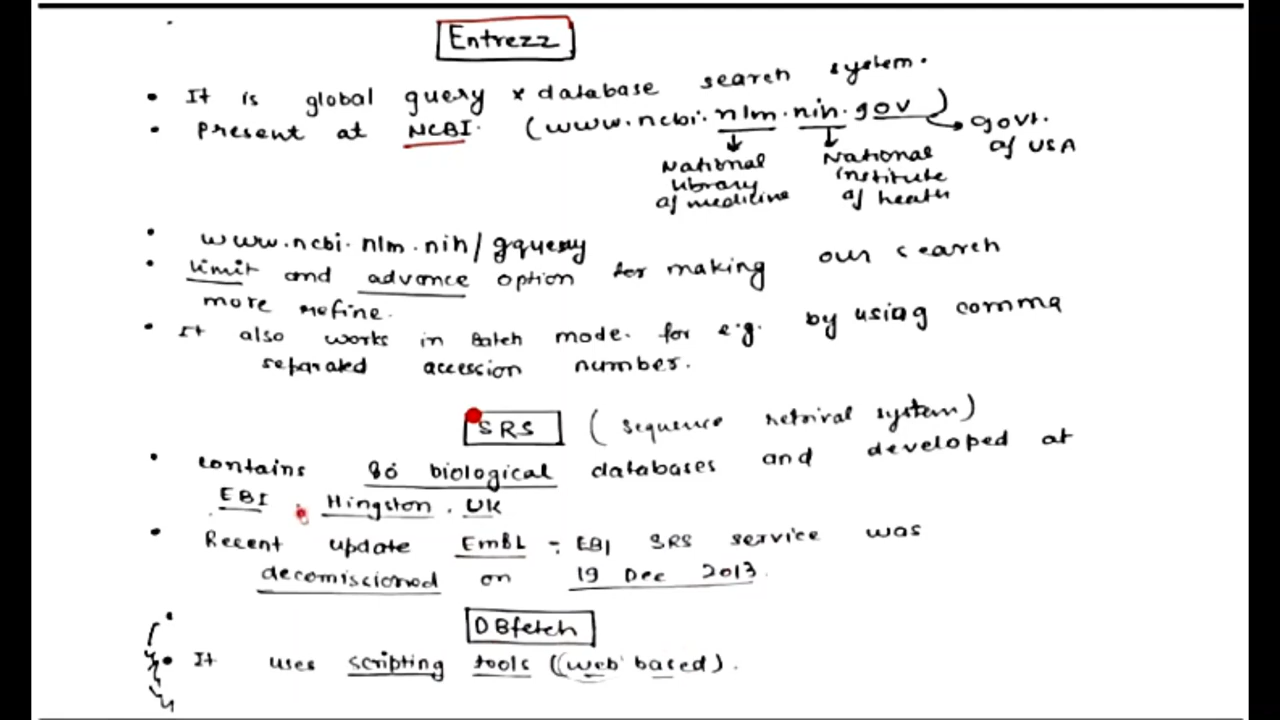 Entrezz
• It is global query x database search system.
• Present at NCBI. (www.ncbi.nlm.nih.gov)
govt. of USA
National library of medicine
National institute of health
• www.ncbi.nlm.nih/gquery
• limit and advance option for making our search
more refine.
• It also works in Batch mode. for e.g. by using comma
separated accession number.
SRS (sequence retrival system)
• contains 80 biological databases and developed at
EBI . Hingston . UK
• Recent update EmBL - EBI SRS service was
decomiscioned on 19 Dec 2013.
DBfetch
• It uses scripting tools ((web based).